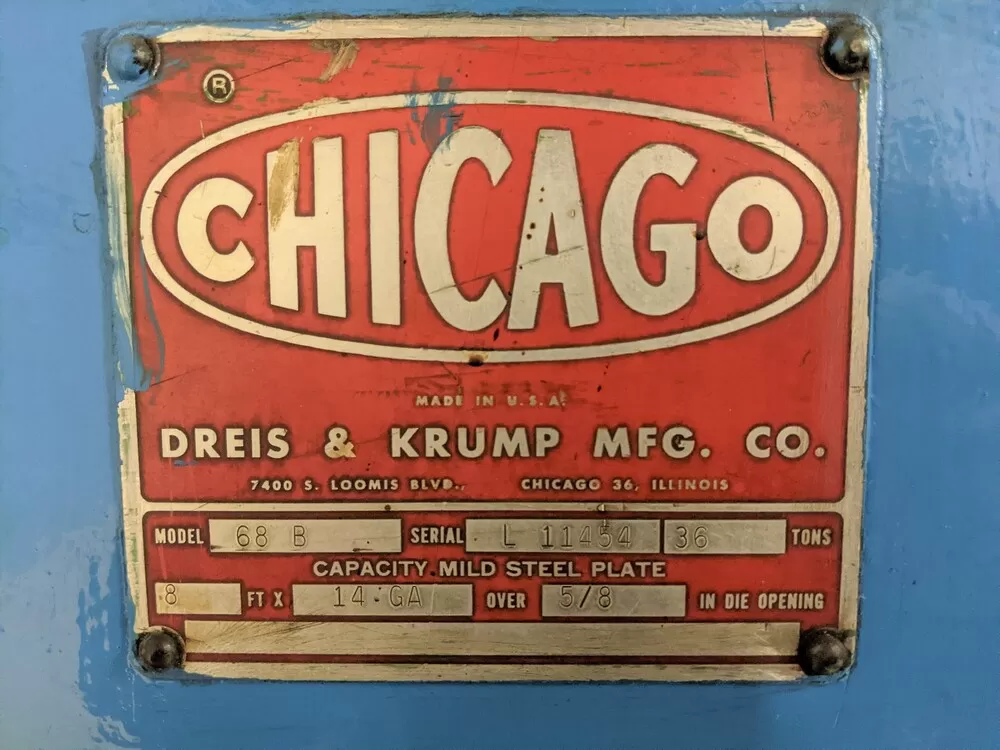 ®
CHICAGO
MADE IN U.S.A.
DREIS & KRUMP MFG. CO.
7400 S. LOOMIS BLVD., CHICAGO 36, ILLINOIS
MODEL 68 B SERIAL L 11454 36 TONS
CAPACITY MILD STEEL PLATE
8 FT X 14 GA OVER 5/8 IN DIE OPENING